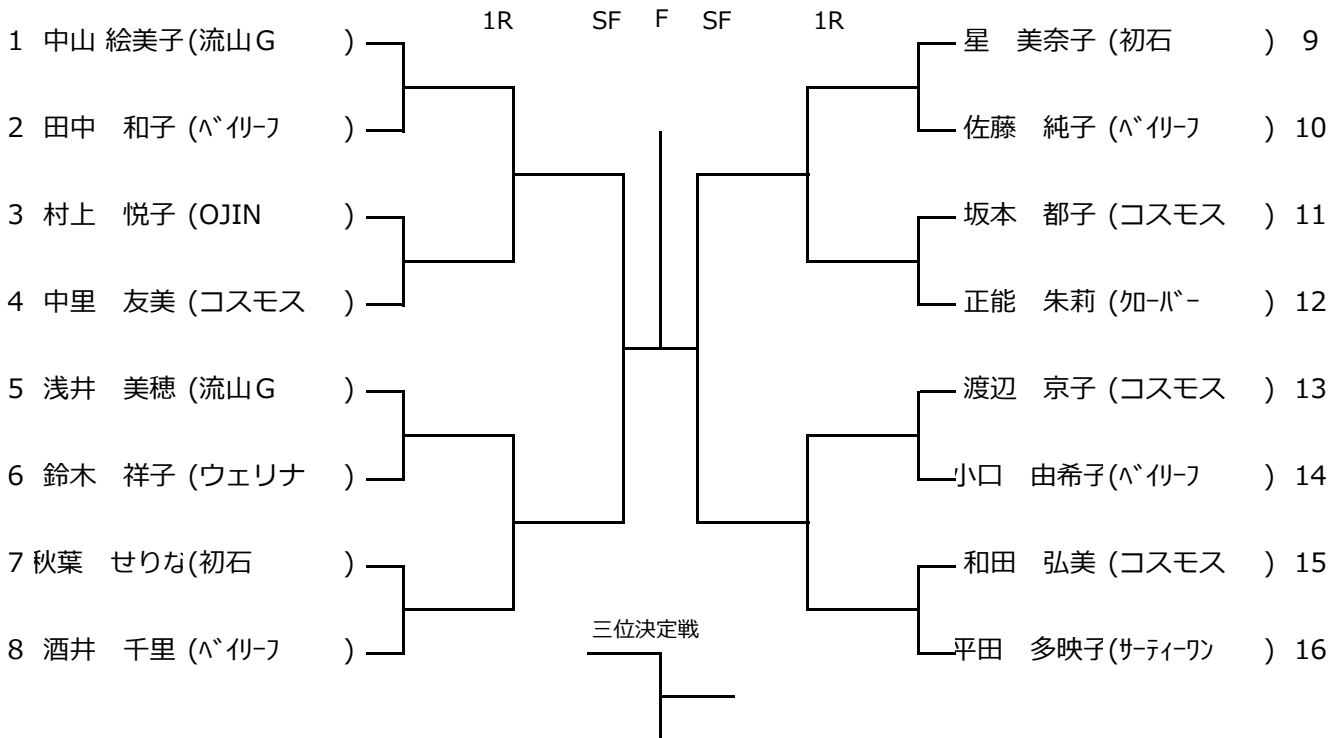 1R SF F SF 1R
1 中山 絵美子(流山Ｇ ) 星 美奈子 (初石 ) 9
2 田中 和子 (ﾍﾞｲﾘｰﾌ ) 佐藤 純子 (ﾍﾞｲﾘｰﾌ ) 10
3 村上 悦子 (OJIN ) 坂本 都子 (コスモス ) 11
4 中里 友美 (コスモス ) 正能 朱莉 (ｸﾛｰﾊﾞｰ ) 12
5 浅井 美穂 (流山Ｇ ) 渡辺 京子 (コスモス ) 13
6 鈴木 祥子 (ウェリナ ) 小口 由希子(ﾍﾞｲﾘｰﾌ ) 14
7 秋葉 せりな(初石 ) 和田 弘美 (コスモス ) 15
三位決定戦
8 酒井 千里 (ﾍﾞｲﾘｰﾌ ) 平田 多映子(ｻｰﾃｨｰﾜﾝ ) 16